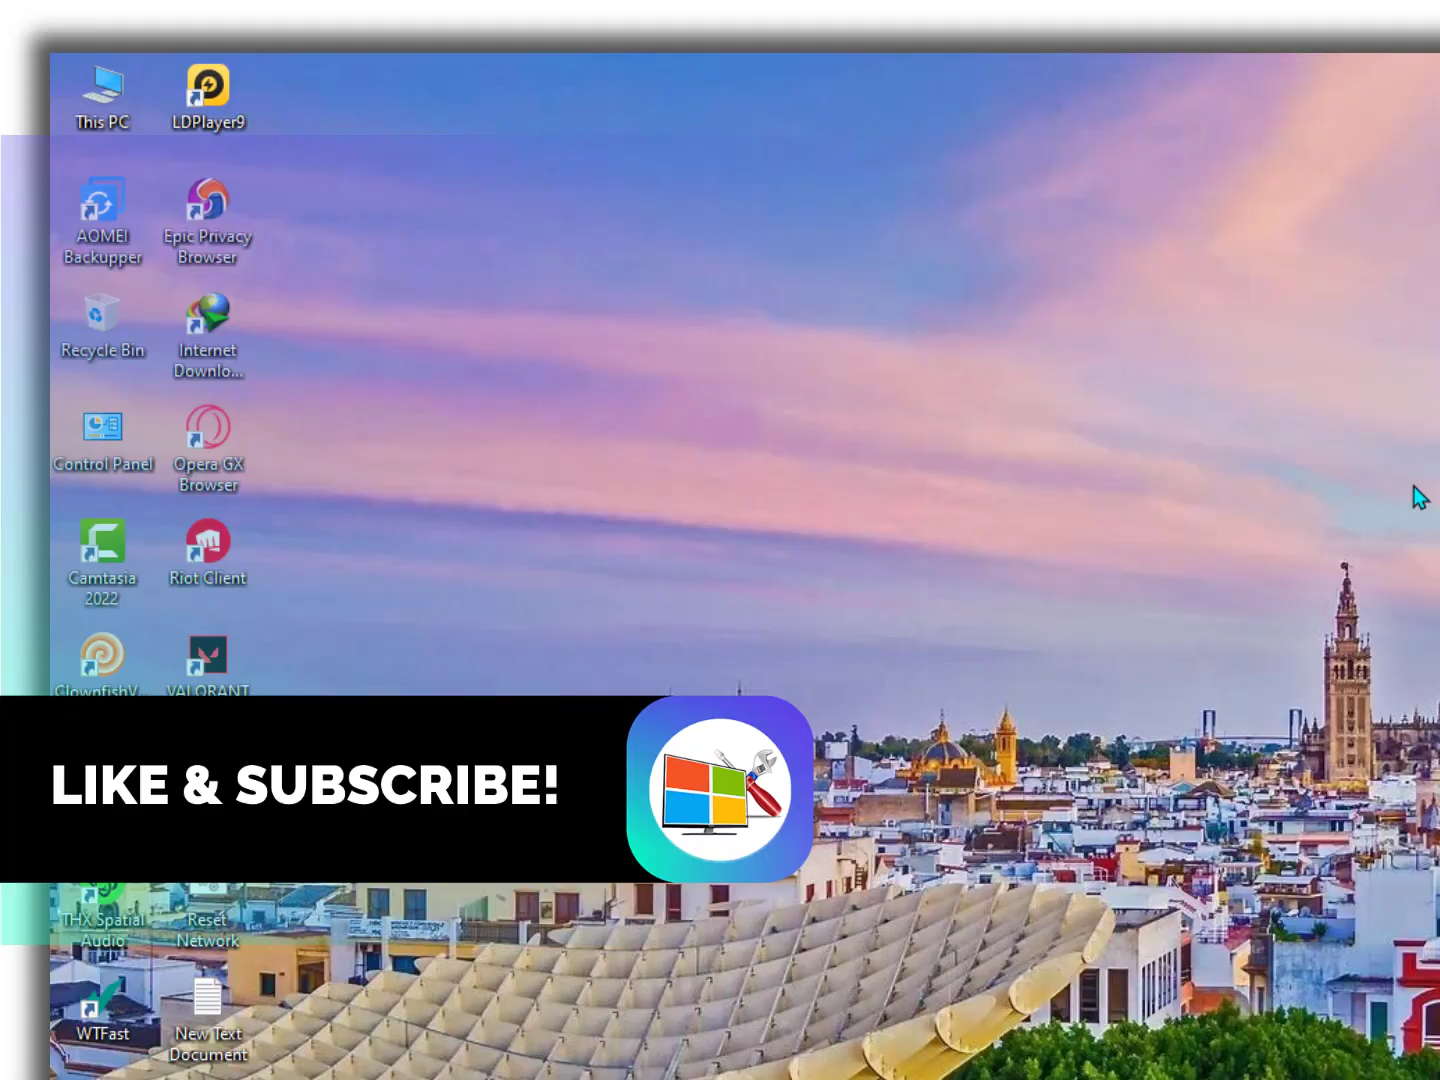 This PC
LDPlayer9
AOMEI
Backupper
Epic Privacy
Browser
Recycle Bin
Internet
Downlo...
Control Panel
Opera GX
Browser
Camtasia
2022
Riot Client
ClownfishV...
VALORANT
LIKE & SUBSCRIBE!
THX Spatial
Audio
Reset
Network
WTFast
New Text
Document